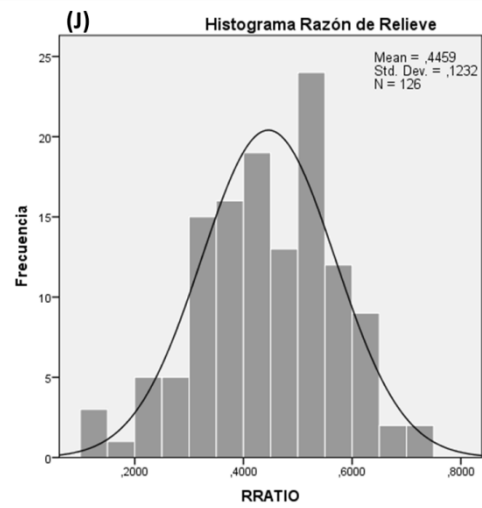 (J)
Histograma Razón de Relieve
Mean = ,4459
Std. Dev. = ,1232
N = 126
25
20
15
10
5
0
Frecuencia
,2000 ,4000 ,6000 ,8000
RRATIO